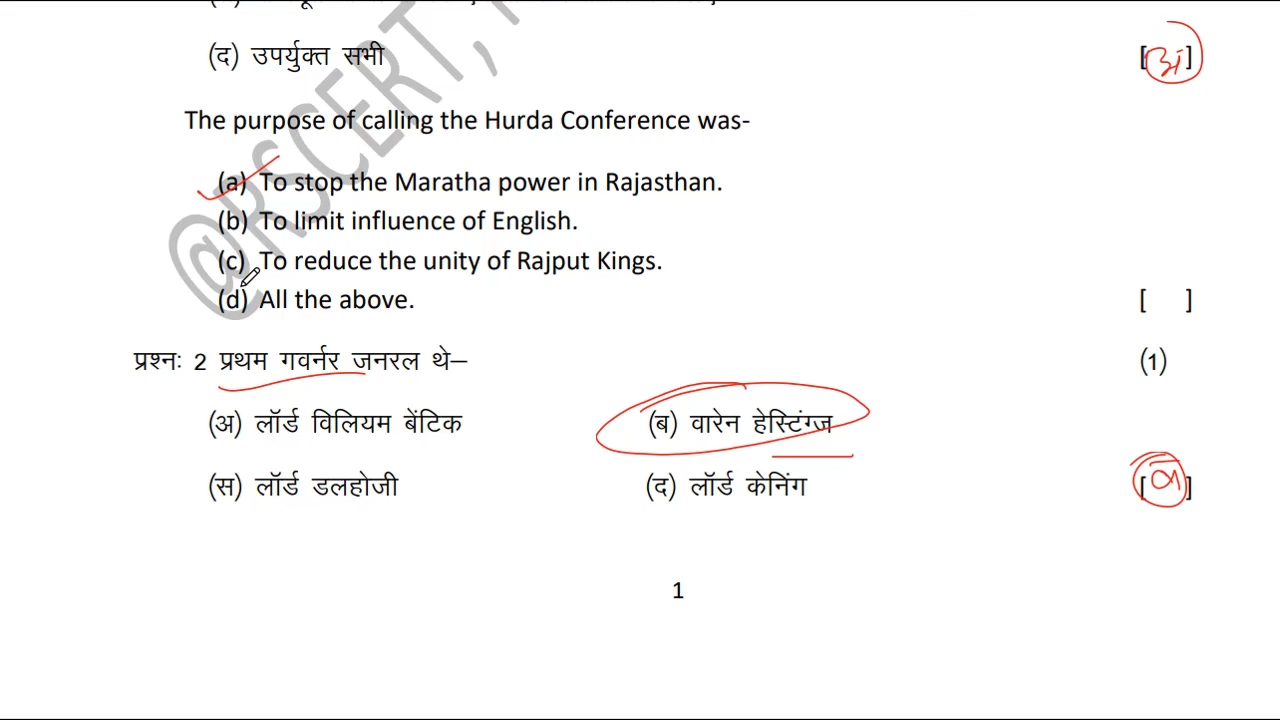 (द) उपर्युक्त सभी [ अ ]
The purpose of calling the Hurda Conference was-
(a) To stop the Maratha power in Rajasthan.
(b) To limit influence of English.
(c) To reduce the unity of Rajput Kings.
(d) All the above. [ ]
प्रश्नः 2 प्रथम गवर्नर जनरल थे– (1)
(अ) लॉर्ड विलियम बेंटिक (ब) वारेन हेस्टिंग्ज
(स) लॉर्ड डलहोजी (द) लॉर्ड केनिंग [ ब ]
1
@RSCERT,